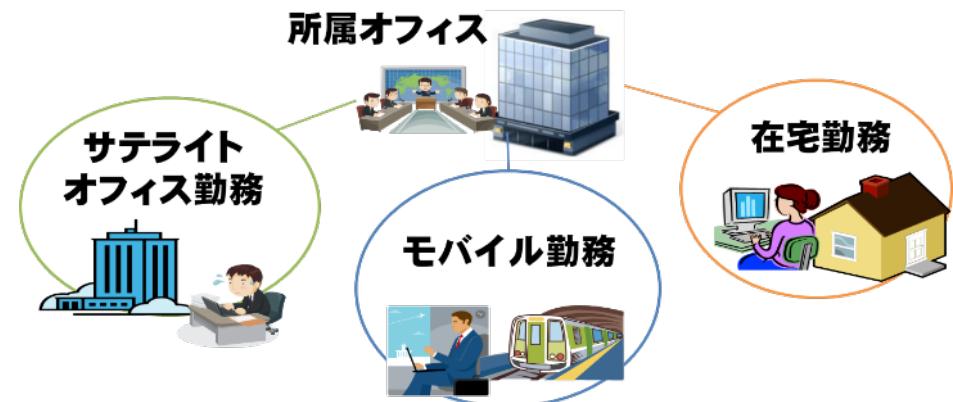 所属オフィス
サテライト
オフィス勤務
モバイル勤務
在宅勤務